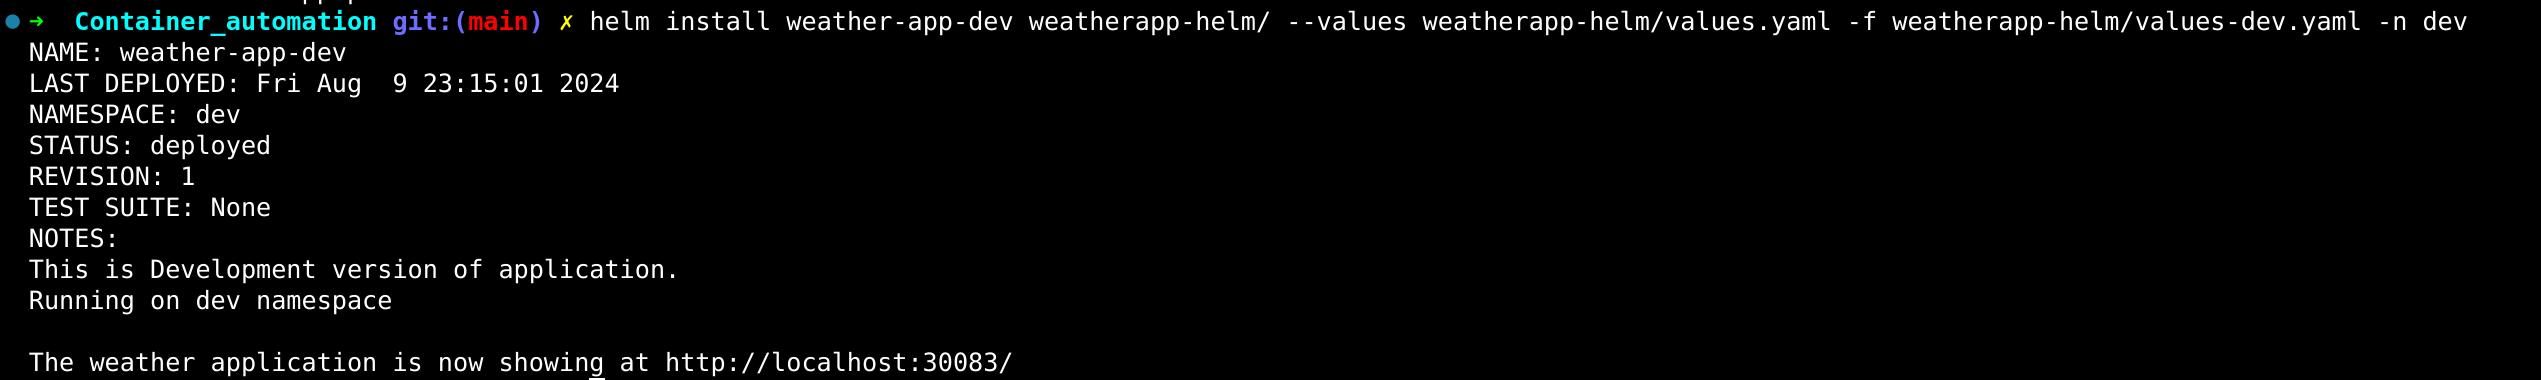 ➜  Container_automation git:(main) ✗ helm install weather-app-dev weatherapp-helm/ --values weatherapp-helm/values.yaml -f weatherapp-helm/values-dev.yaml -n dev
NAME: weather-app-dev
LAST DEPLOYED: Fri Aug  9 23:15:01 2024
NAMESPACE: dev
STATUS: deployed
REVISION: 1
TEST SUITE: None
NOTES:
This is Development version of application.
Running on dev namespace
The weather application is now showing at http://localhost:30083/